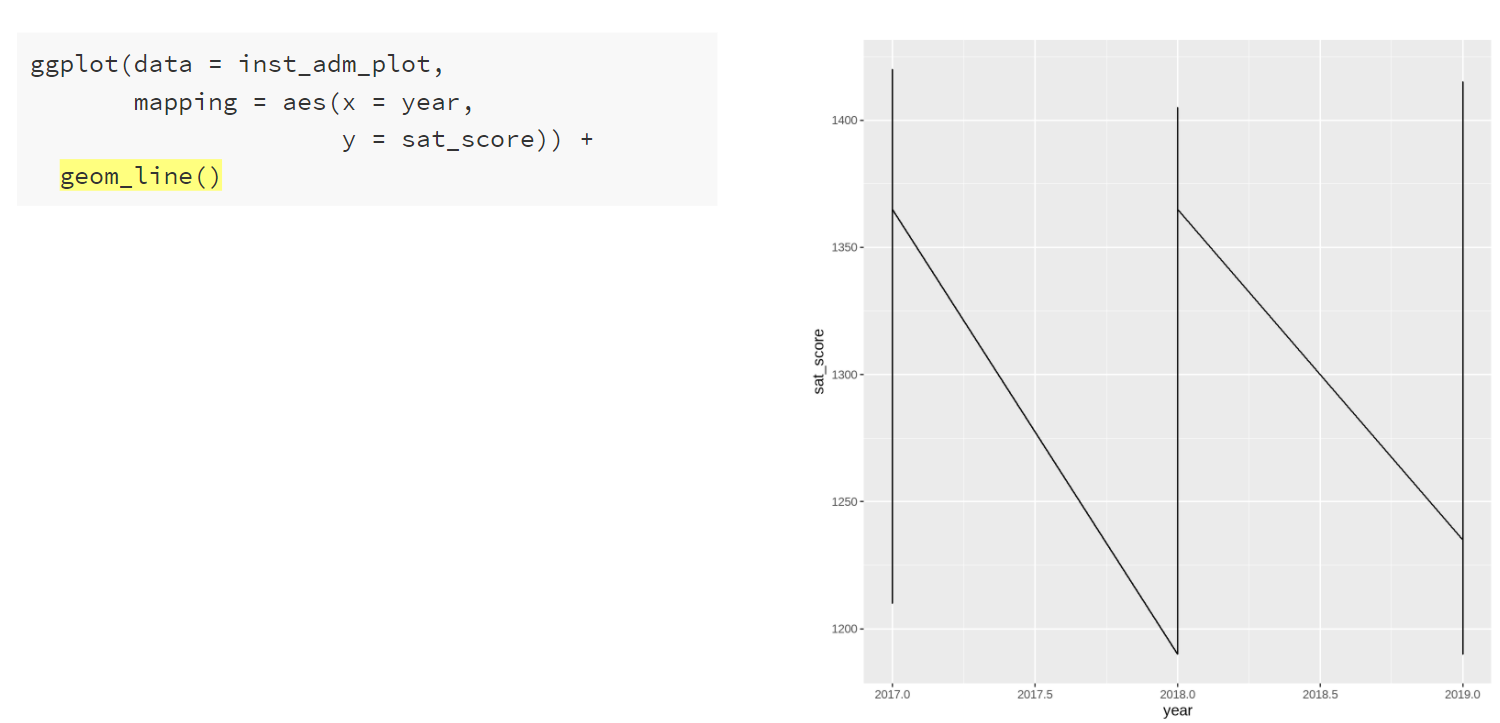 ggplot(data = inst_adm_plot,
       mapping = aes(x = year,
                     y = sat_score)) +
  geom_line()
sat_score
1400
1350
1300
1250
1200
2017.0 2017.5 2018.0 2018.5 2019.0
year